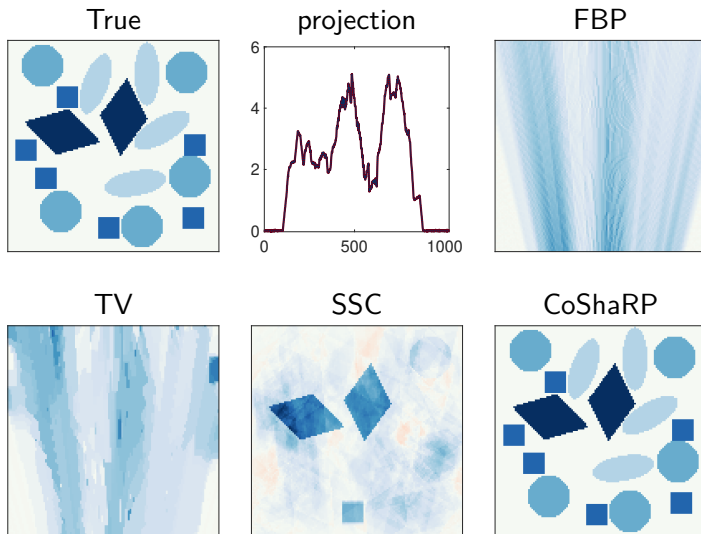 True
projection
FBP
6
4
2
0
0
500
1000
TV
SSC
CoShaRP